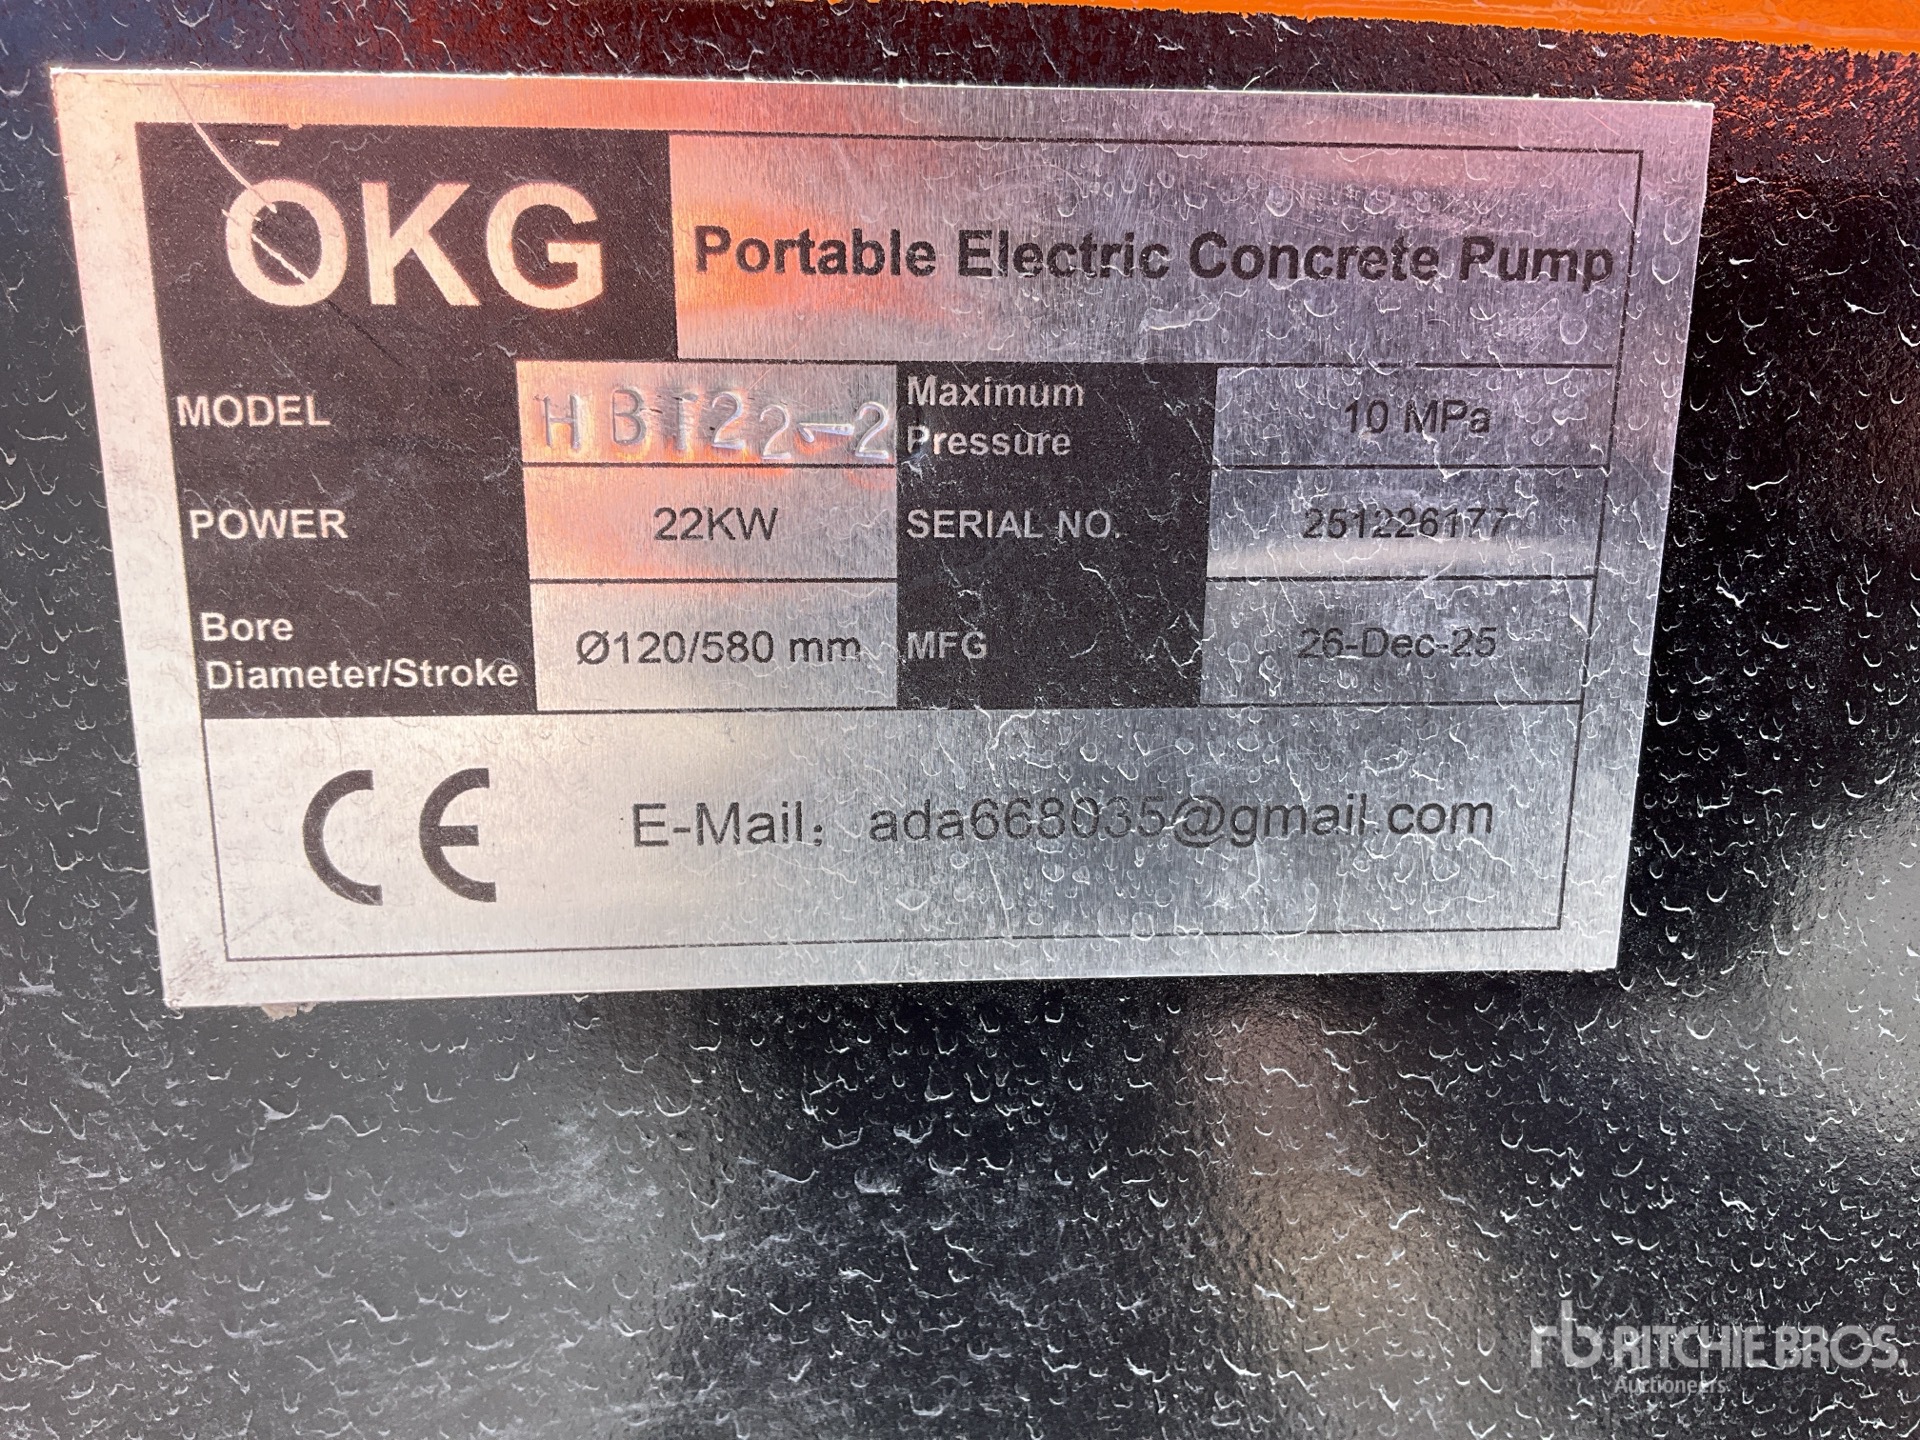 OKG
Portable Electric Concrete Pump
MODEL HBT22-2 Maximum Pressure 10 MPa
POWER 22KW SERIAL NO. 251226177
Bore Diameter/Stroke Ø120/580 mm MFG 26-Dec-25
CE E-Mail: ada668035@gmail.com
rb RITCHIE BROS.
Auctioneers